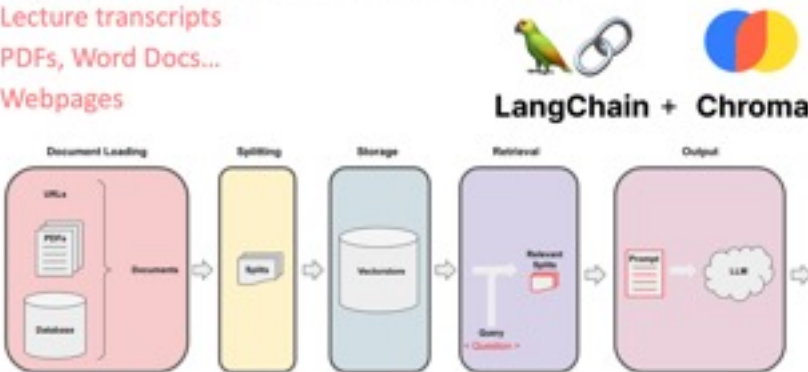 Lecture transcripts
PDFs, Word Docs...
Webpages
LangChain + Chroma
Document Loading
Splitting
Storage
Retrieval
Output
URLs
PDFs
Documents
Database
Splits
Vectorstore
Relevant
Splits
Query
< Question >
Prompt
LLM